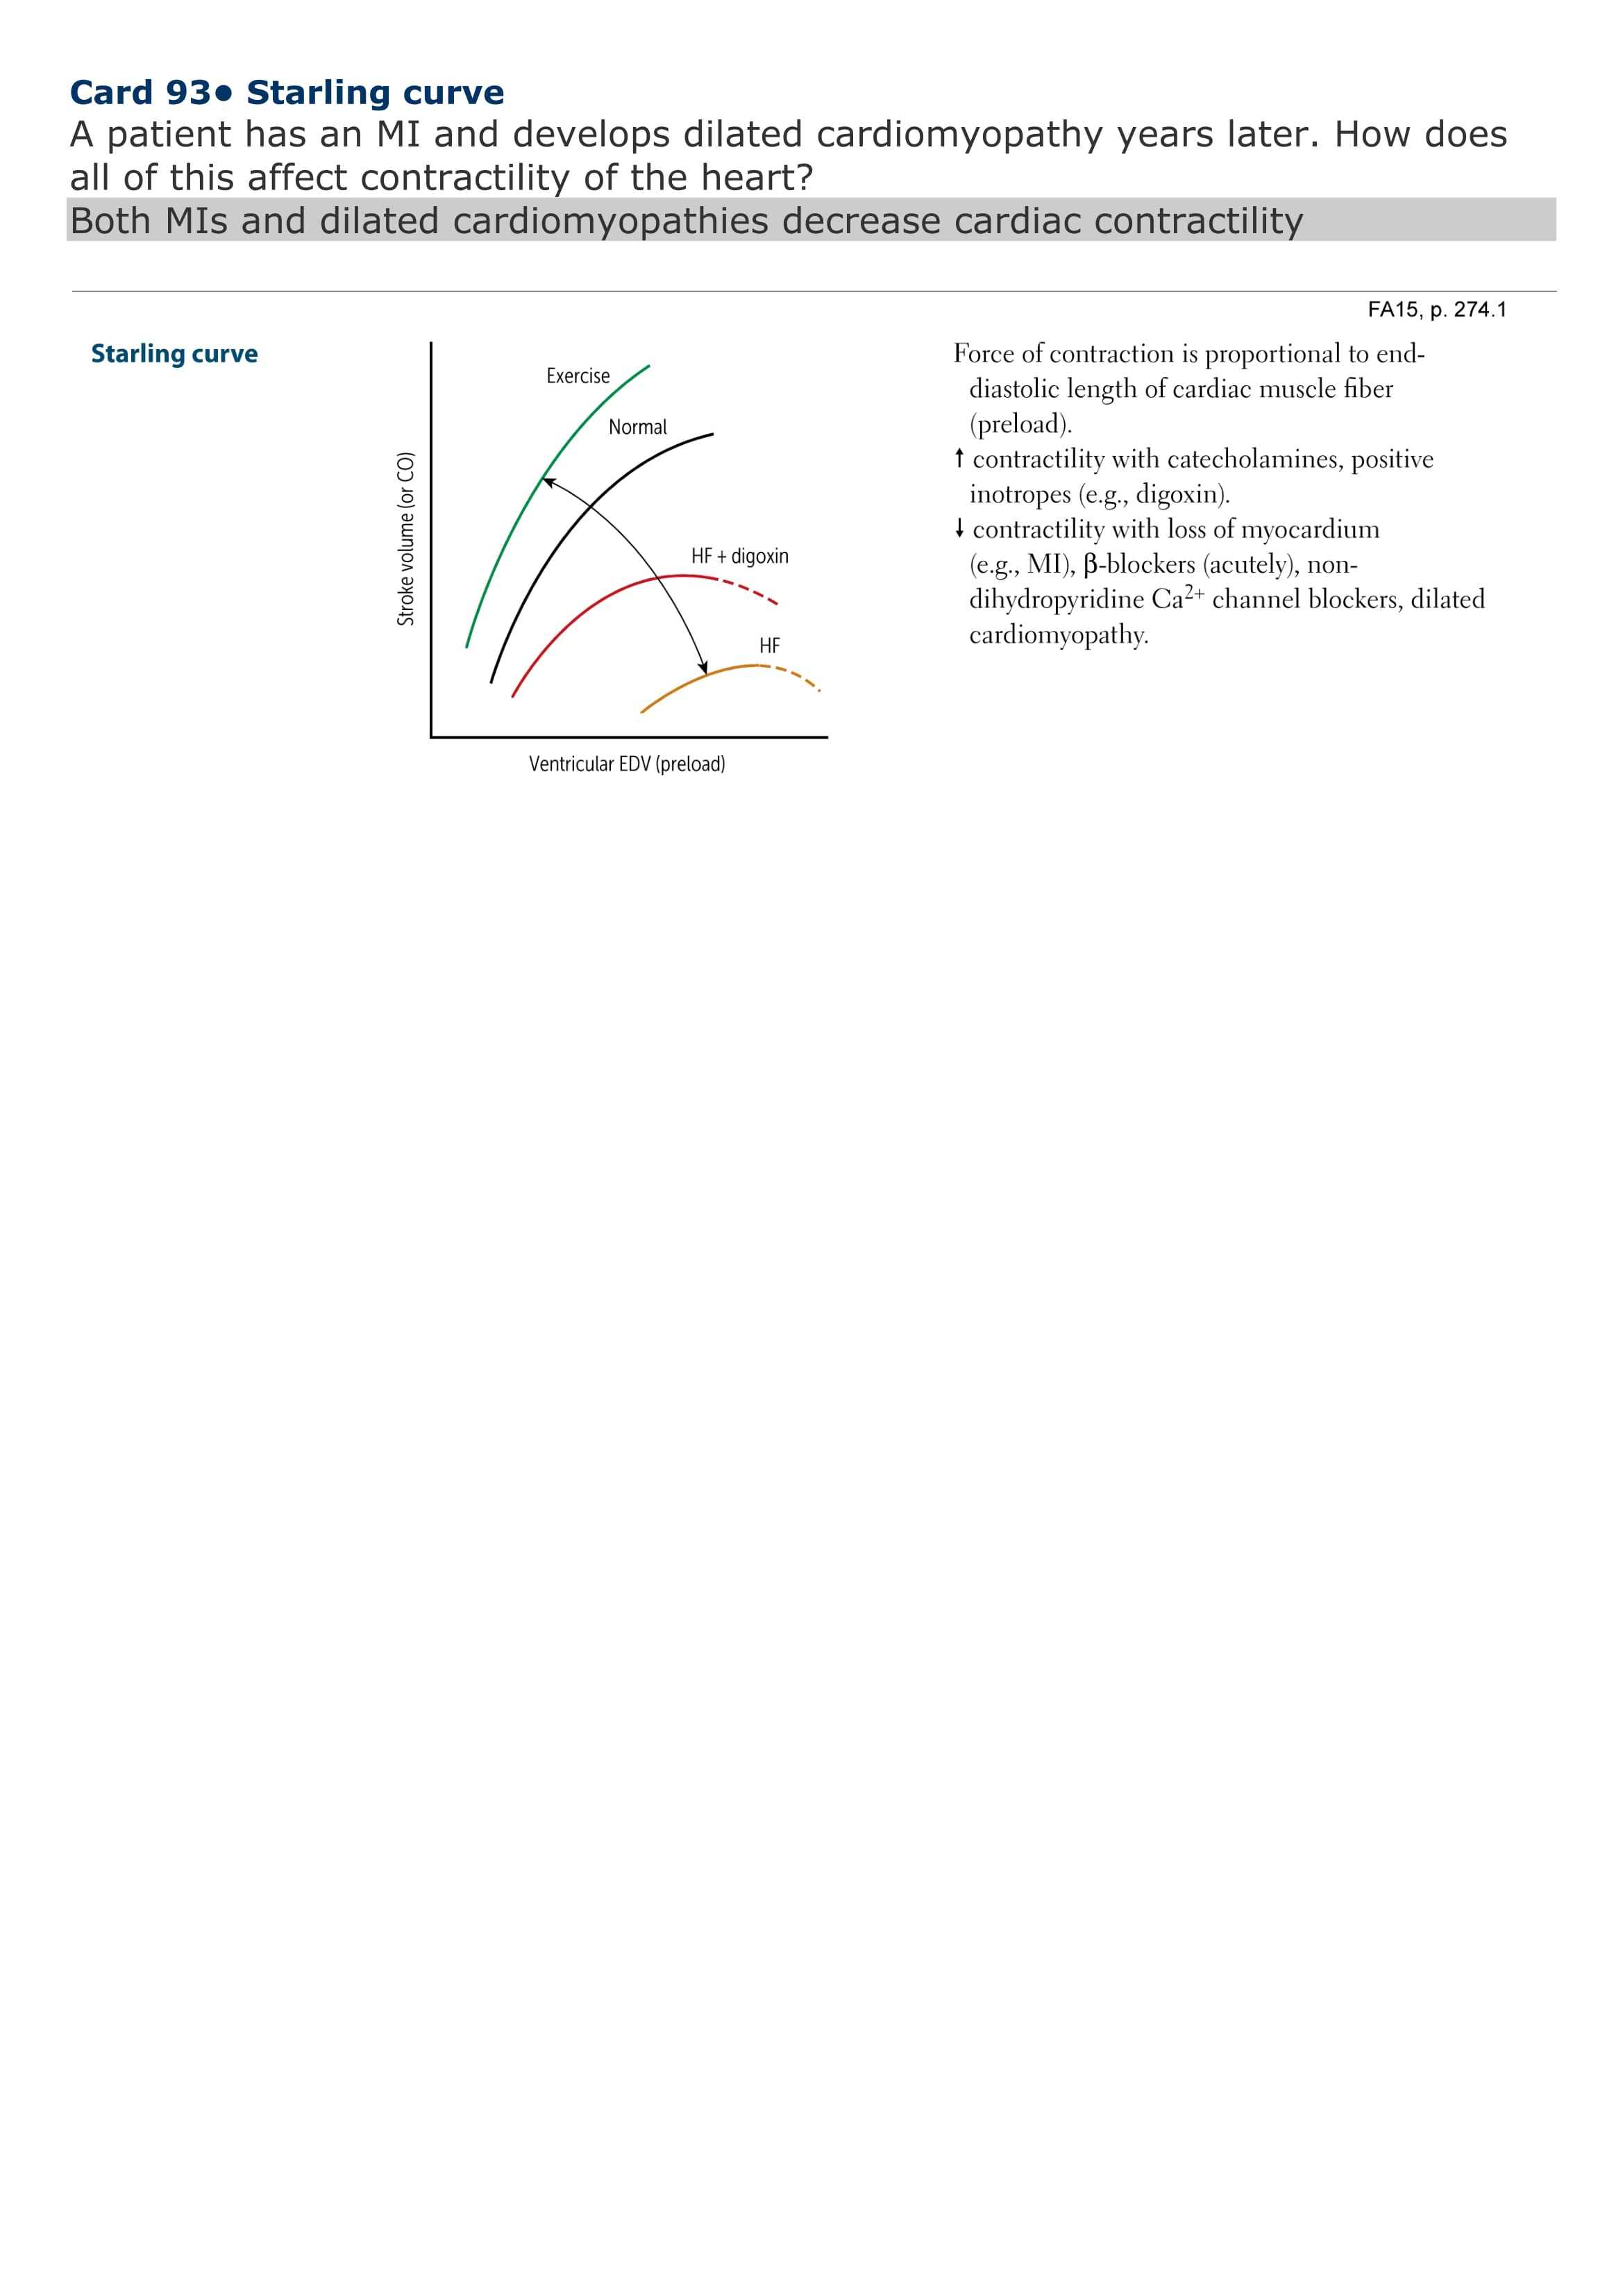 Card 93● Starling curve
A patient has an MI and develops dilated cardiomyopathy years later. How does
all of this affect contractility of the heart?
Both MIs and dilated cardiomyopathies decrease cardiac contractility
FA15, p. 274.1
Starling curve
Exercise
Normal
HF + digoxin
HF
Stroke volume (or CO)
Ventricular EDV (preload)
Force of contraction is proportional to end-
diastolic length of cardiac muscle fiber
(preload).
↑ contractility with catecholamines, positive
inotropes (e.g., digoxin).
↓ contractility with loss of myocardium
(e.g., MI), β-blockers (acutely), non-
dihydropyridine Ca²⁺ channel blockers, dilated
cardiomyopathy.